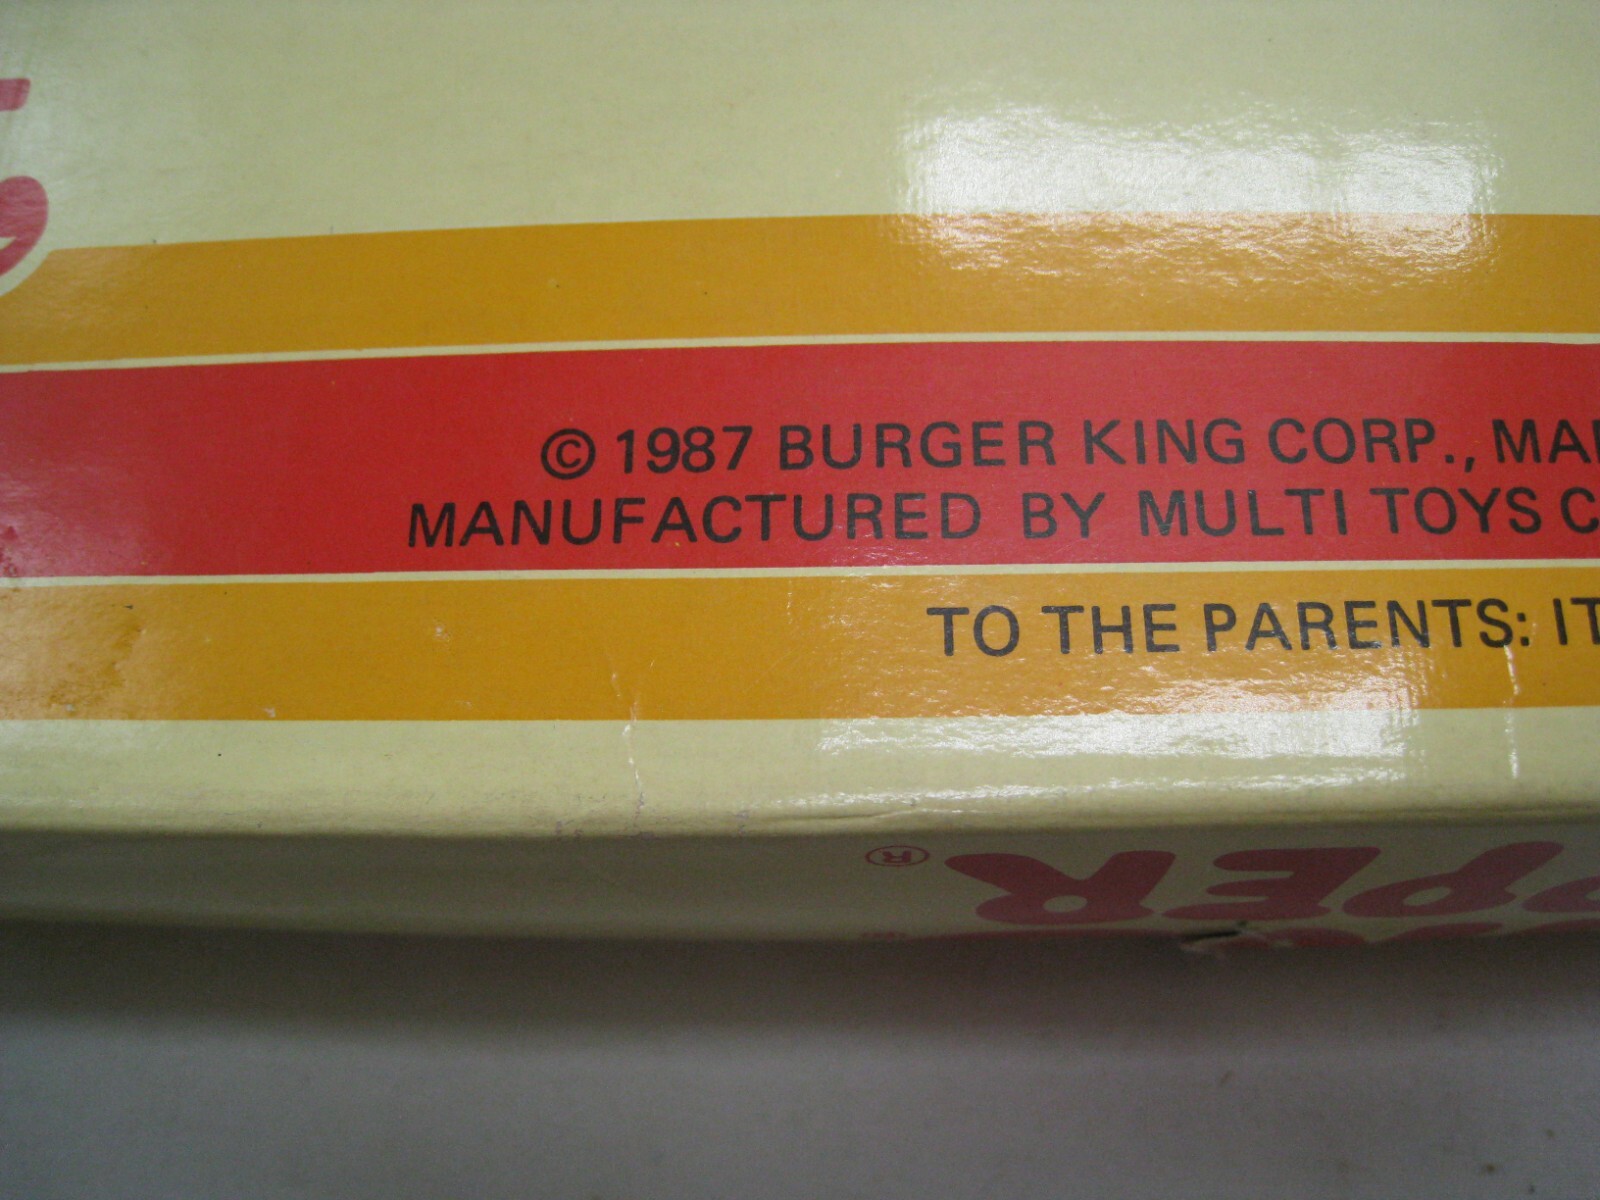 © 1987 BURGER KING CORP., MA
MANUFACTURED BY MULTI TOYS C
TO THE PARENTS: IT
PPER®